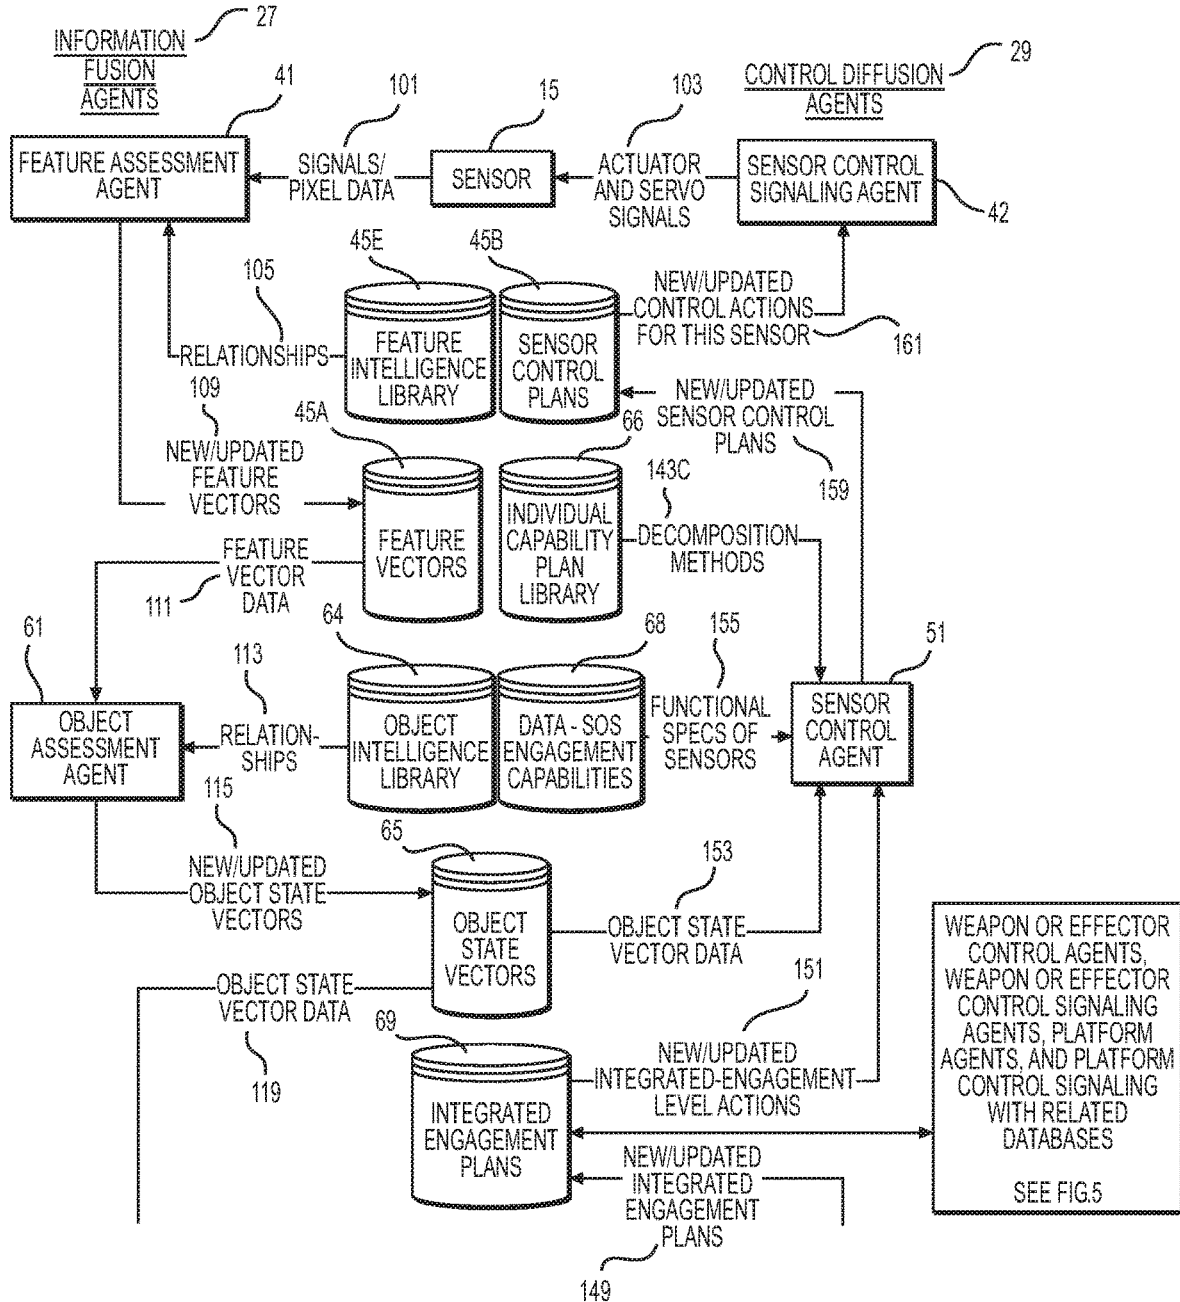 INFORMATION
FUSION
AGENTS
27
CONTROL DIFFUSION
AGENTS
29
41
101
15
103
FEATURE ASSESSMENT
AGENT
SIGNALS/
PIXEL DATA
SENSOR
ACTUATOR
AND SERVO
SIGNALS
SENSOR CONTROL
SIGNALING AGENT
42
105
RELATIONSHIPS
45E
FEATURE
INTELLIGENCE
LIBRARY
45B
SENSOR
CONTROL
PLANS
NEW/UPDATED
CONTROL ACTIONS
FOR THIS SENSOR
161
109
NEW/UPDATED
FEATURE
VECTORS
45A
FEATURE
VECTORS
66
INDIVIDUAL
CAPABILITY
PLAN
LIBRARY
NEW/UPDATED
SENSOR CONTROL
PLANS
159
143C
DECOMPOSITION
METHODS
FEATURE
VECTOR
DATA
111
61
OBJECT
ASSESSMENT
AGENT
113
RELATION-
SHIPS
64
OBJECT
INTELLIGENCE
LIBRARY
68
DATA - SOS
ENGAGEMENT
CAPABILITIES
155
FUNCTIONAL
SPECS OF
SENSORS
51
SENSOR
CONTROL
AGENT
115
NEW/UPDATED
OBJECT STATE
VECTORS
65
OBJECT
STATE
VECTORS
153
OBJECT STATE
VECTOR DATA
OBJECT STATE
VECTOR DATA
119
69
INTEGRATED
ENGAGEMENT
PLANS
151
NEW/UPDATED
INTEGRATED-ENGAGEMENT
LEVEL ACTIONS
NEW/UPDATED
INTEGRATED
ENGAGEMENT
PLANS
149
WEAPON OR EFFECTOR
CONTROL AGENTS,
WEAPON OR EFFECTOR
CONTROL SIGNALING
AGENTS, PLATFORM
AGENTS, AND PLATFORM
CONTROL SIGNALING
WITH RELATED
DATABASES
SEE FIG.5